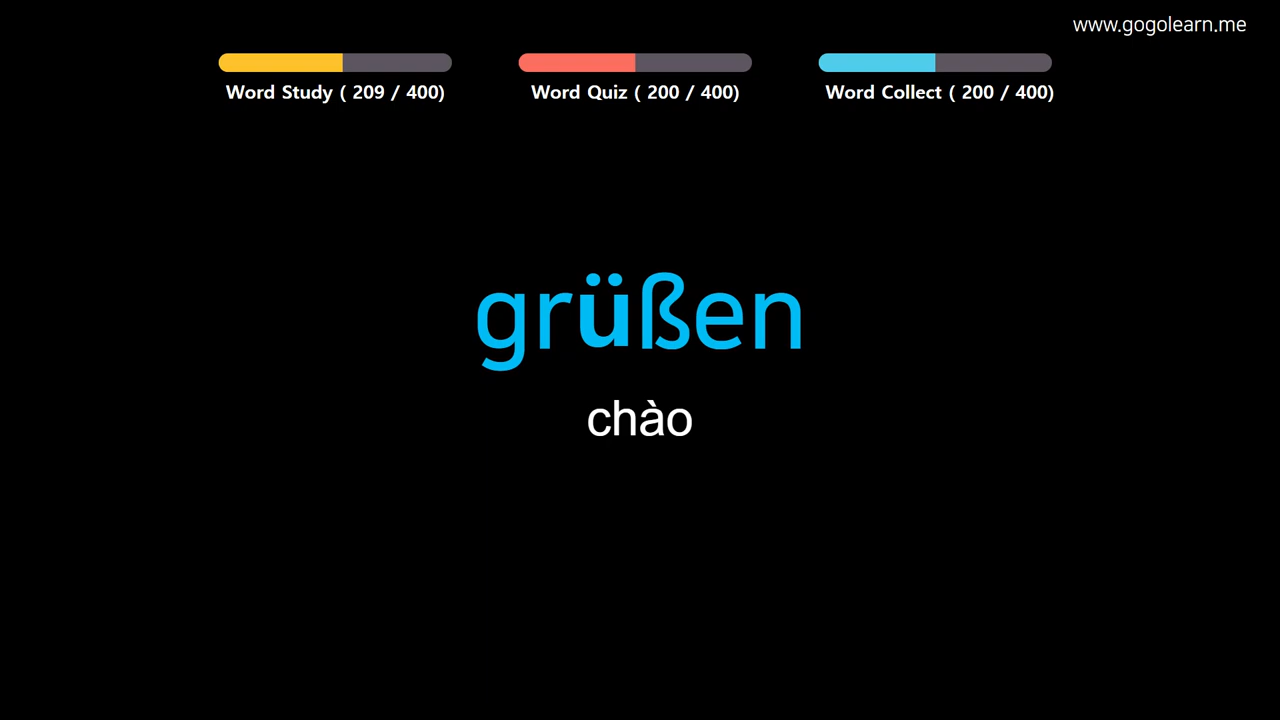 www.gogolearn.me
Word Study ( 209 / 400)
Word Quiz ( 200 / 400)
Word Collect ( 200 / 400)
grüßen
chào